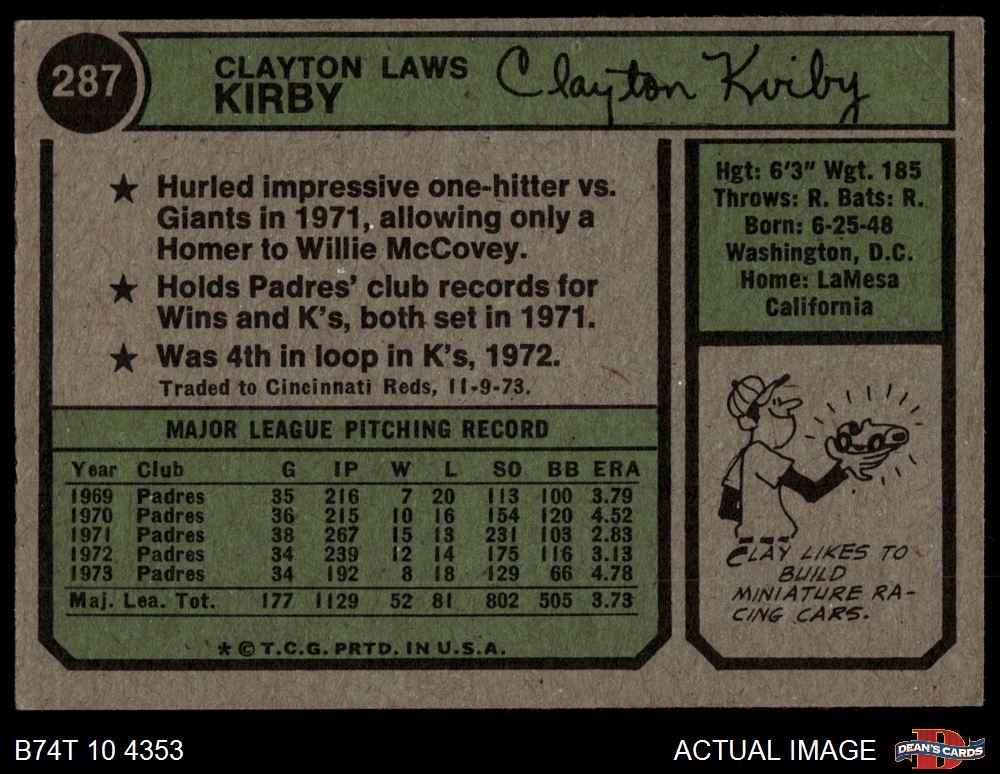 287
CLAYTON LAWS
KIRBY
Clayton Kirby
★ Hurled impressive one-hitter vs.
Giants in 1971, allowing only a
Homer to Willie McCovey.
★ Holds Padres' club records for
Wins and K's, both set in 1971.
★ Was 4th in loop in K's, 1972.
Traded to Cincinnati Reds, 11-9-73.
MAJOR LEAGUE PITCHING RECORD
Year Club G IP W L SO BB ERA
1969 Padres 35 216 7 20 113 100 3.79
1970 Padres 36 215 10 16 154 120 4.52
1971 Padres 38 267 15 13 231 103 2.83
1972 Padres 34 239 12 14 175 116 3.13
1973 Padres 34 192 8 18 129 66 4.78
Maj. Lea. Tot. 177 1129 52 81 802 505 3.73
* © T.C.G. PRTD. IN U.S.A.
Hgt: 6'3" Wgt. 185
Throws: R. Bats: R.
Born: 6-25-48
Washington, D.C.
Home: LaMesa
California
CLAY LIKES TO
BUILD
MINIATURE RA-
CING CARS.
B74T 10 4353
ACTUAL IMAGE
DEAN'S CARDS